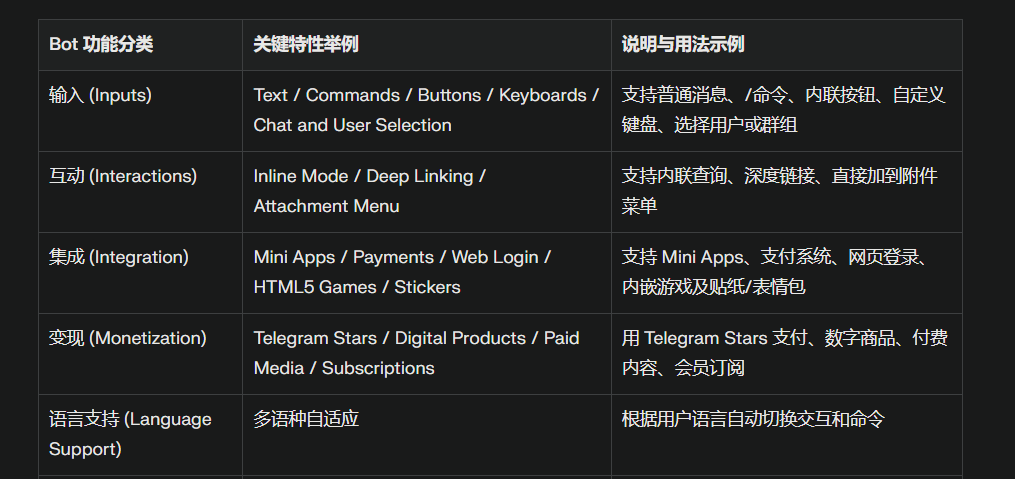 Bot 功能分类
关键特性举例
说明与用法示例
输入 (Inputs)
Text / Commands / Buttons / Keyboards /
Chat and User Selection
支持普通消息、/命令、内联按钮、自定义
键盘、选择用户或群组
互动 (Interactions)
Inline Mode / Deep Linking /
Attachment Menu
支持内联查询、深度链接、直接加到附件
菜单
集成 (Integration)
Mini Apps / Payments / Web Login /
HTML5 Games / Stickers
支持 Mini Apps、支付系统、网页登录、
内嵌游戏及贴纸/表情包
变现 (Monetization)
Telegram Stars / Digital Products / Paid
Media / Subscriptions
用 Telegram Stars 支付、数字商品、付费
内容、会员订阅
语言支持 (Language
Support)
多语种自适应
根据用户语言自动切换交互和命令